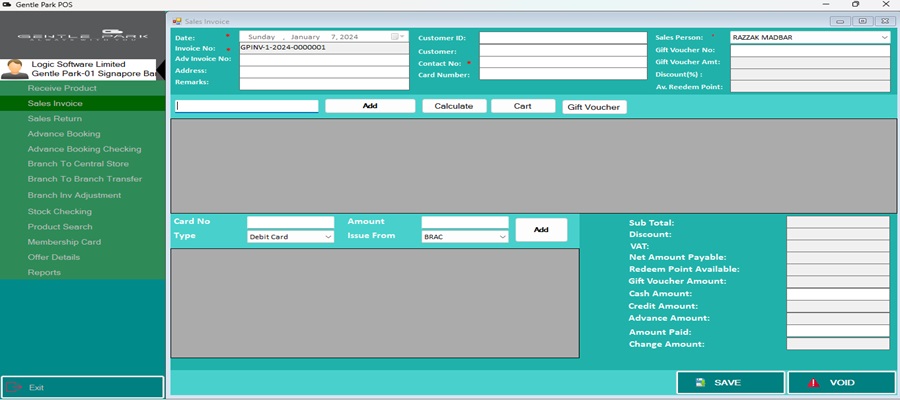 Gentle Park POS
GENTLE PARK
ALWAYS WITH YOU
Logic Software Limited
Gentle Park-01 Signapore Ba
Receive Product
Sales Invoice
Sales Return
Advance Booking
Advance Booking Checking
Branch To Central Store
Branch To Branch Transfer
Branch Inv Adjustment
Stock Checking
Product Search
Membership Card
Offer Details
Reports
Exit
Sales Invoice
Date: * Sunday , January 7, 2024
Invoice No: * GPINV-1-2024-0000001
Adv Invoice No:
Address:
Remarks:
Customer ID:
Customer:
Contact No: *
Card Number:
Sales Person: * RAZZAK MADBAR
Gift Voucher No:
Gift Voucher Amt:
Discount(%) :
Av. Reedem Point:
Add Calculate Cart Gift Voucher
Card No Amount
Type Debit Card Issue From BRAC
Add
Sub Total:
Discount:
VAT:
Net Amount Payable:
Redeem Point Available:
Gift Voucher Amount:
Cash Amount:
Credit Amount:
Advance Amount:
Amount Paid:
Change Amount:
SAVE VOID